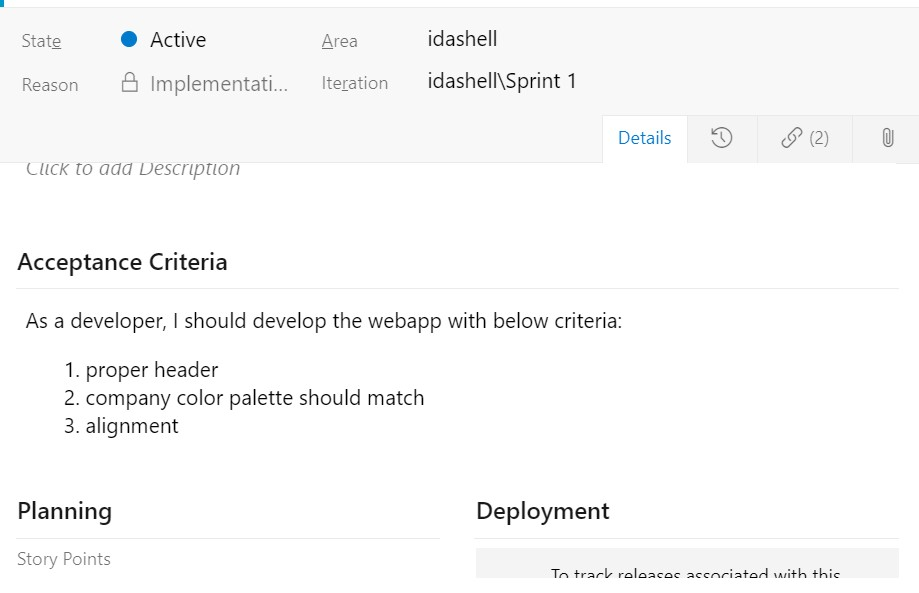 State Active Area idashell
Reason Implementati... Iteration idashell\Sprint 1
Details (2)
Click to add Description
Acceptance Criteria
As a developer, I should develop the webapp with below criteria:
1. proper header
2. company color palette should match
3. alignment
Planning Deployment
Story Points
To track releases associated with this